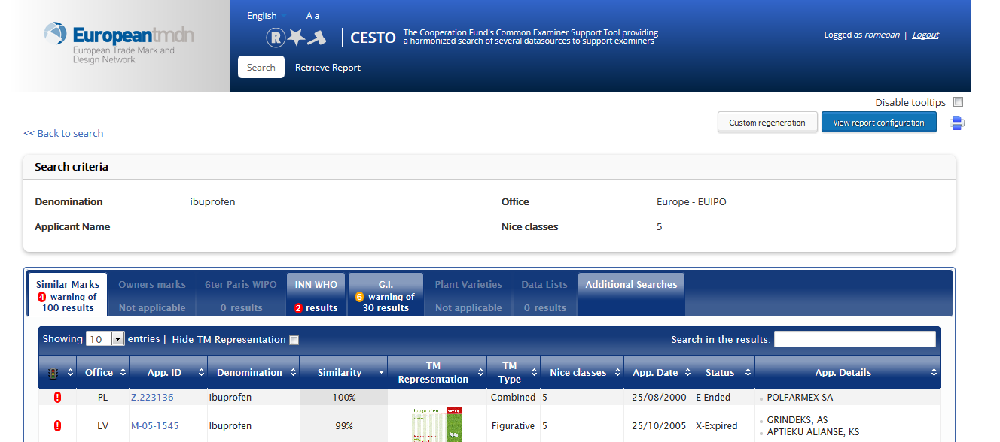 English
A a
Europeantmdn
European Trade Mark and
Design Network
R
CESTO
The Cooperation Fund's Common Examiner Support Tool providing
a harmonized search of several datasources to support examiners
Logged as romeoan | Logout
Search
Retrieve Report
Disable tooltips
Custom regeneration
View report configuration
<< Back to search
Search criteria
Denomination ibuprofen Office Europe - EUIPO
Applicant Name Nice classes 5
Similar Marks
4 warning of
100 results
Owners marks
Not applicable
6ter Paris WIPO
0 results
INN WHO
2 results
G.I.
6 warning of
30 results
Plant Varieties
Not applicable
Data Lists
0 results
Additional Searches
Showing 10 entries | Hide TM Representation
Search in the results:
Office App. ID Denomination Similarity TM Representation TM Type Nice classes App. Date Status App. Details
! PL Z.223136 ibuprofen 100% Combined 5 25/08/2000 E-Ended POLFARMEX SA
! LV M-05-1545 Ibuprofen 99% Ibuprofen Figurative 5 25/10/2005 X-Expired GRINDEKS, AS
APTIEKU ALIANSE, KS